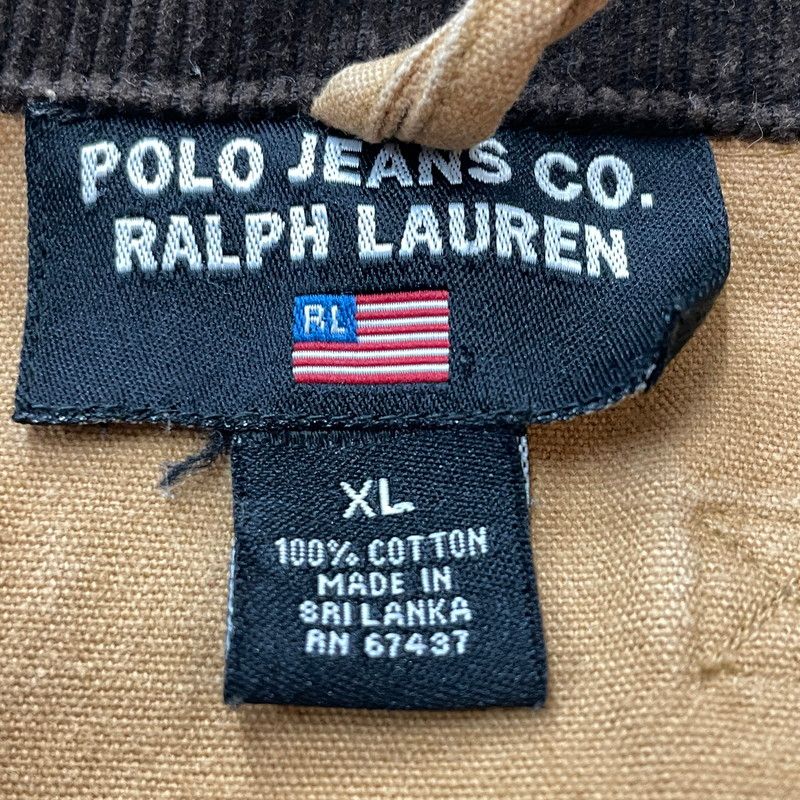 POLO JEANS CO.
RALPH LAUREN
RL
XL
100% COTTON
MADE IN
SRI LANKA
RN 67437